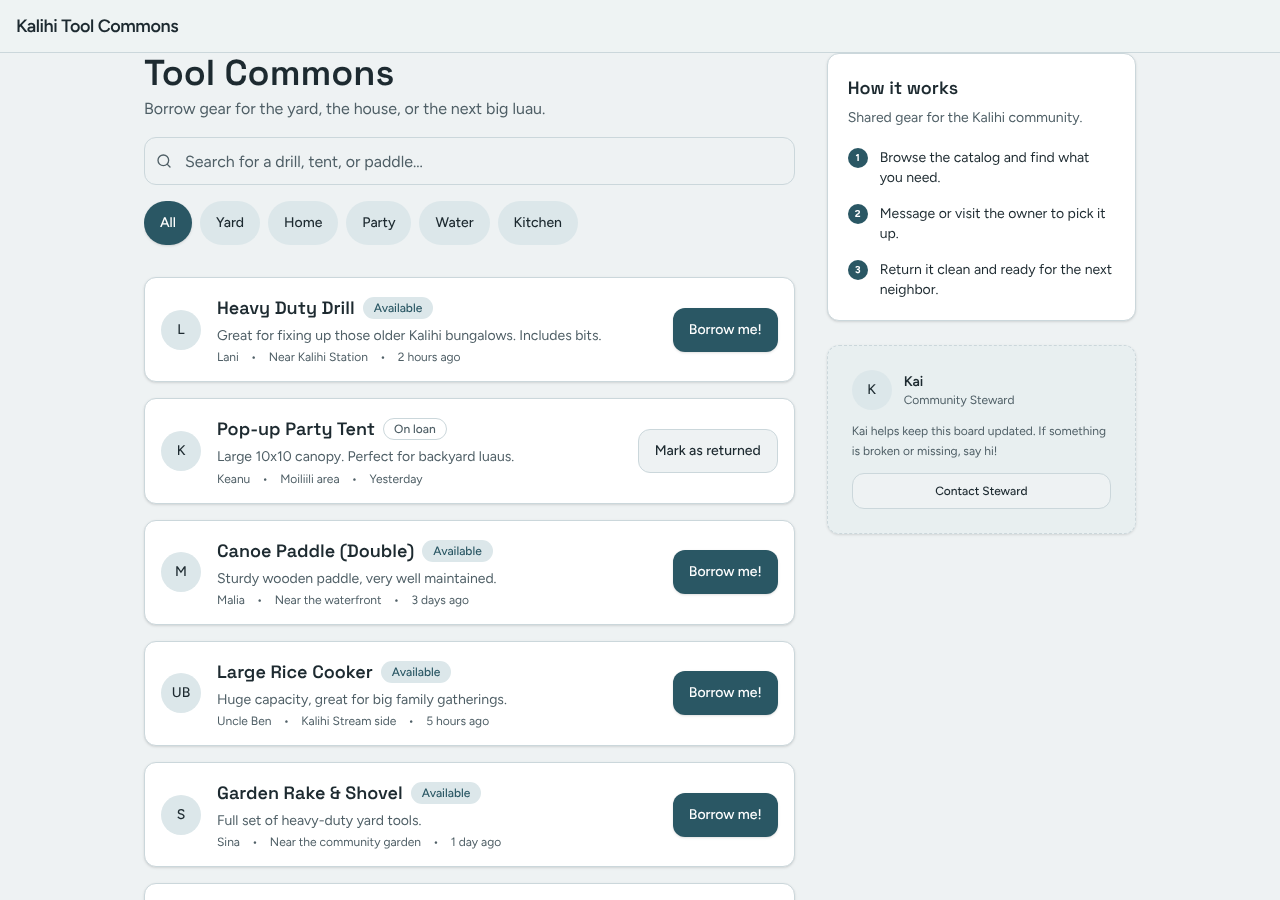 Kalihi Tool Commons
Tool Commons
Borrow gear for the yard, the house, or the next big luau.
Search for a drill, tent, or paddle...
All
Yard
Home
Party
Water
Kitchen
L
Heavy Duty Drill
Available
Great for fixing up those older Kalihi bungalows. Includes bits.
Lani • Near Kalihi Station • 2 hours ago
Borrow me!
K
Pop-up Party Tent
On loan
Large 10x10 canopy. Perfect for backyard luaus.
Keanu • Moiliili area • Yesterday
Mark as returned
M
Canoe Paddle (Double)
Available
Sturdy wooden paddle, very well maintained.
Malia • Near the waterfront • 3 days ago
Borrow me!
UB
Large Rice Cooker
Available
Huge capacity, great for big family gatherings.
Uncle Ben • Kalihi Stream side • 5 hours ago
Borrow me!
S
Garden Rake & Shovel
Available
Full set of heavy-duty yard tools.
Sina • Near the community garden • 1 day ago
Borrow me!
How it works
Shared gear for the Kalihi community.
1
Browse the catalog and find what
you need.
2
Message or visit the owner to pick it
up.
3
Return it clean and ready for the next
neighbor.
K
Kai
Community Steward
Kai helps keep this board updated. If something
is broken or missing, say hi!
Contact Steward